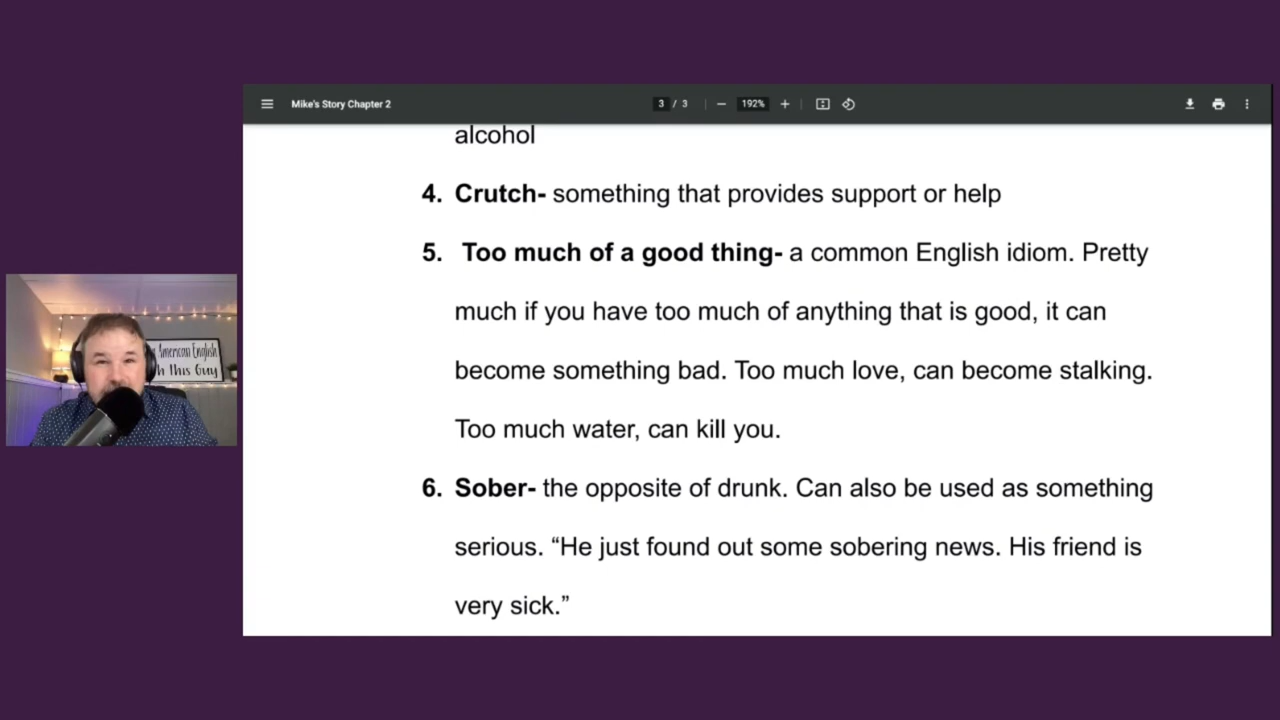 Mike's Story Chapter 2
3 / 3
192%
alcohol
4. Crutch- something that provides support or help
5. Too much of a good thing- a common English idiom. Pretty
much if you have too much of anything that is good, it can
become something bad. Too much love, can become stalking.
Too much water, can kill you.
6. Sober- the opposite of drunk. Can also be used as something
serious. “He just found out some sobering news. His friend is
very sick.”
American English
this Guy